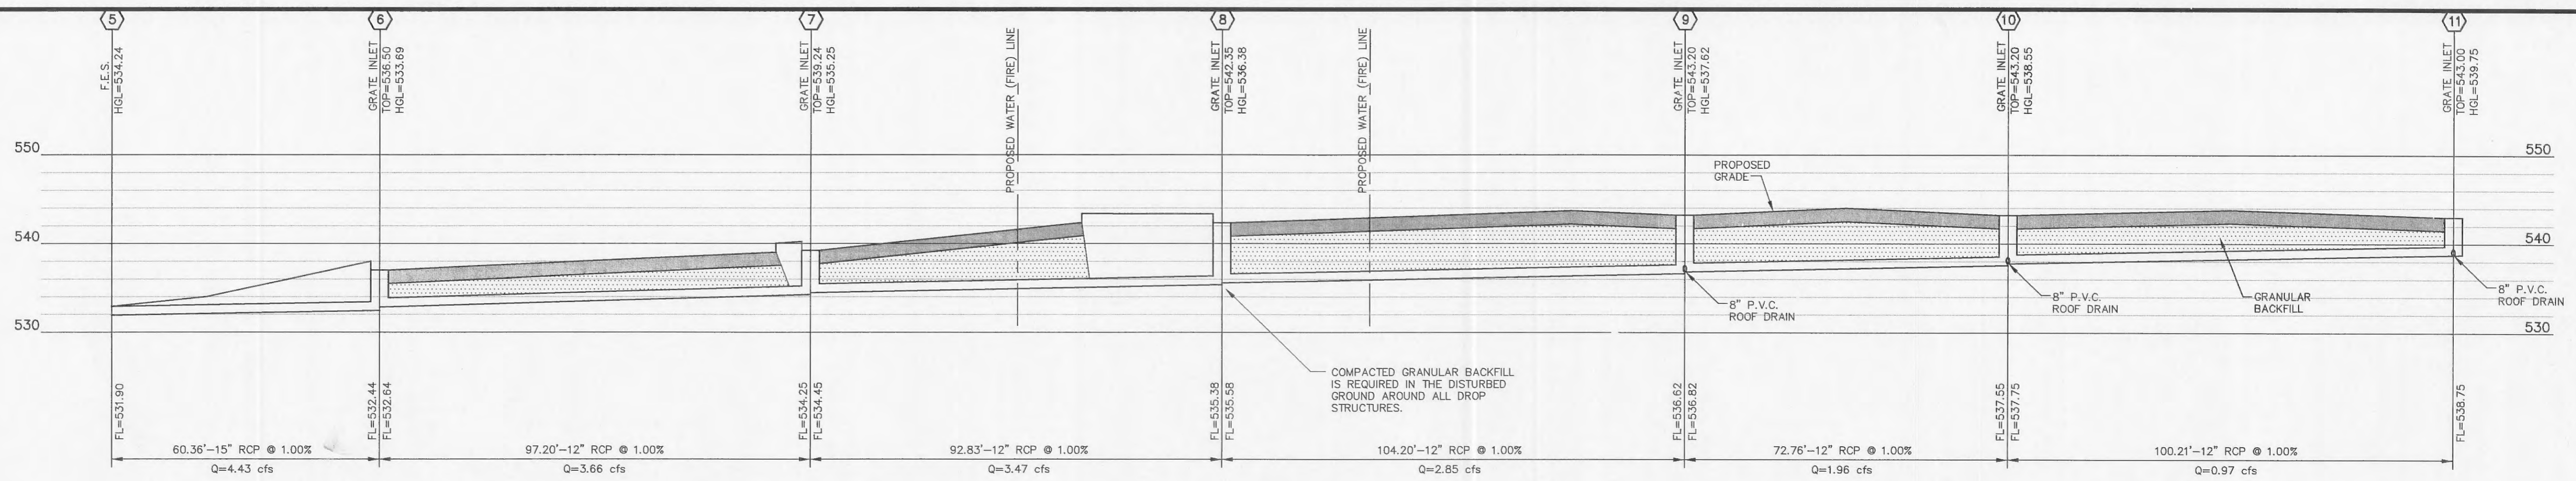 5
6
7
8
9
10
11
F.E.S.
HGL=534.24
GRATE INLET
TOP=536.50
HGL=533.69
GRATE INLET
TOP=539.24
HGL=535.25
PROPOSED WATER (FIRE) LINE
GRATE INLET
TOP=542.35
HGL=536.38
PROPOSED WATER (FIRE) LINE
GRATE INLET
TOP=543.20
HGL=537.62
GRATE INLET
TOP=543.20
HGL=538.55
GRATE INLET
TOP=543.00
HGL=539.75
550
550
PROPOSED
GRADE
540
540
530
530
8" P.V.C.
ROOF DRAIN
8" P.V.C.
ROOF DRAIN
GRANULAR
BACKFILL
8" P.V.C.
ROOF DRAIN
COMPACTED GRANULAR BACKFILL
IS REQUIRED IN THE DISTURBED
GROUND AROUND ALL DROP
STRUCTURES.
FL=531.90
FL=532.44
FL=532.64
FL=534.25
FL=534.45
FL=535.38
FL=535.58
FL=536.62
FL=536.82
FL=537.55
FL=537.75
FL=538.75
60.36'-15" RCP @ 1.00%
Q=4.43 cfs
97.20'-12" RCP @ 1.00%
Q=3.66 cfs
92.83'-12" RCP @ 1.00%
Q=3.47 cfs
104.20'-12" RCP @ 1.00%
Q=2.85 cfs
72.76'-12" RCP @ 1.00%
Q=1.96 cfs
100.21'-12" RCP @ 1.00%
Q=0.97 cfs